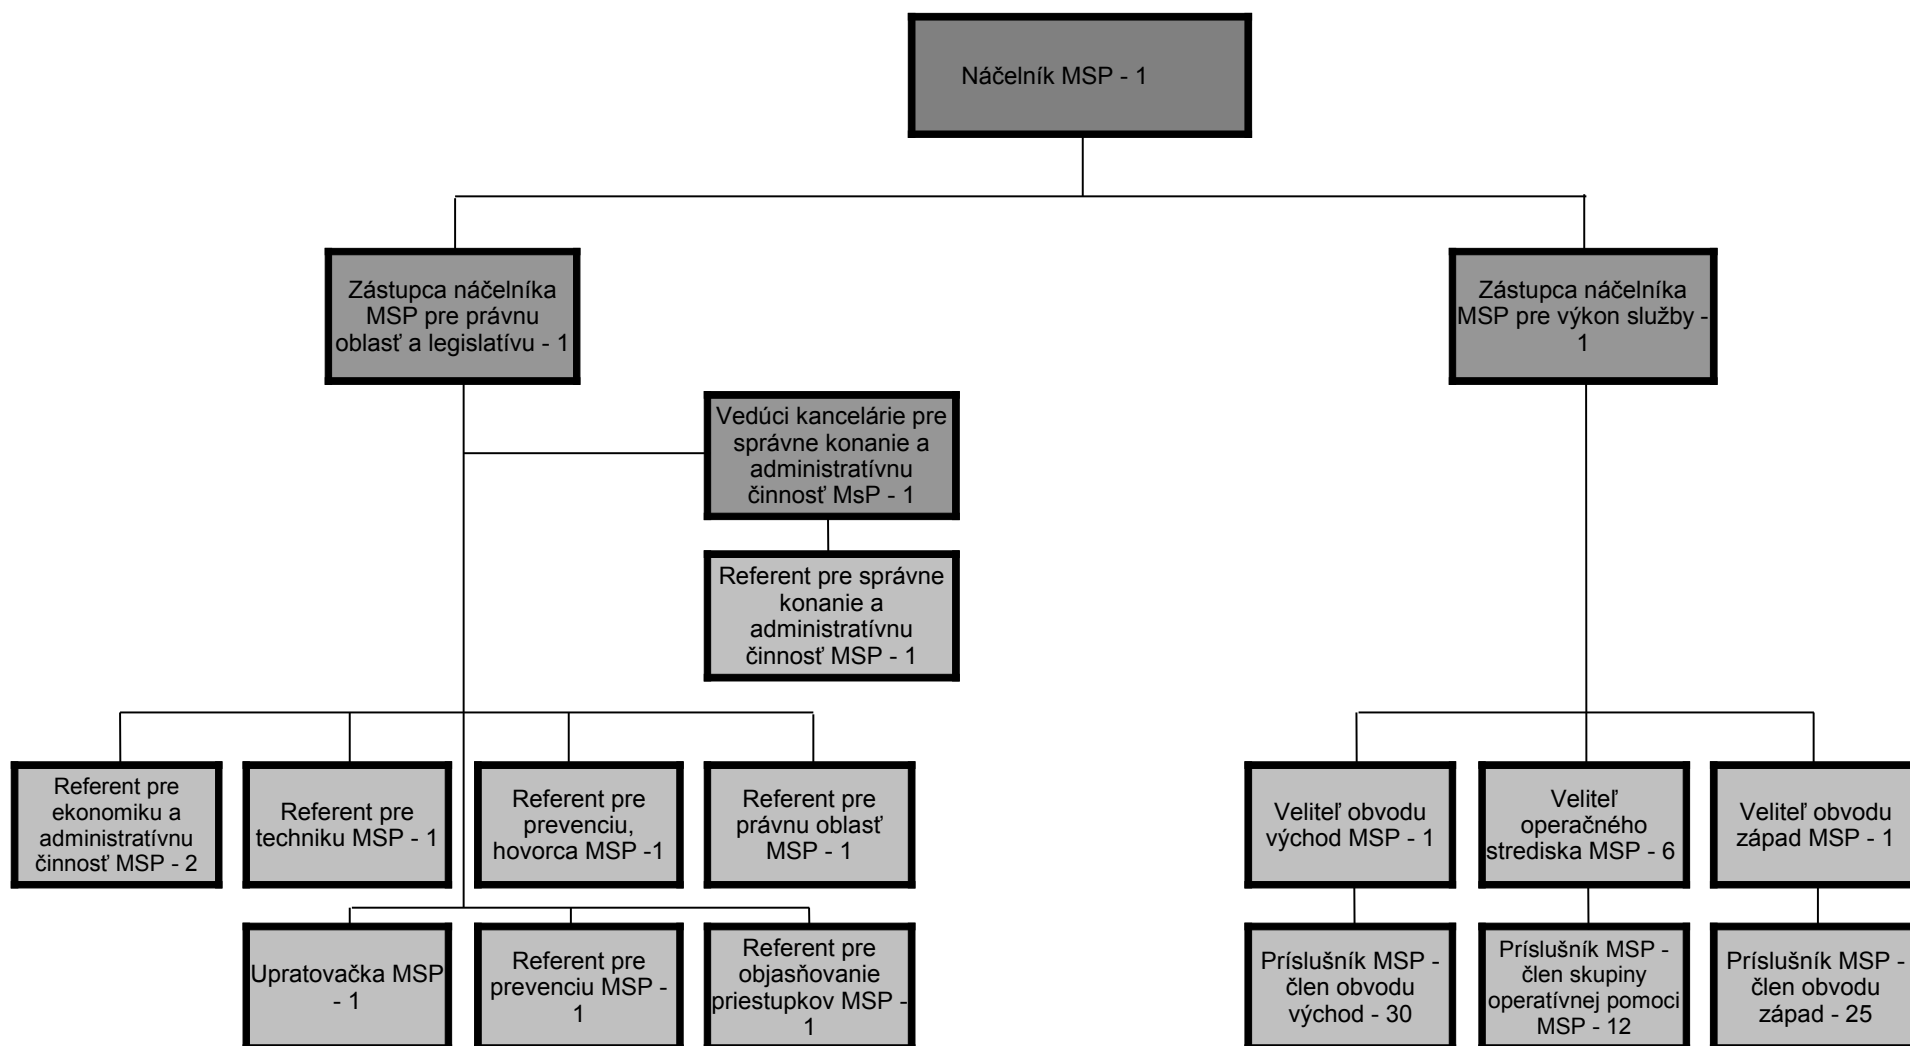 Náčelník MSP - 1
Zástupca náčelníka
MSP pre právnu
oblasť a legislatívu - 1
Zástupca náčelníka
MSP pre výkon služby -
1
Vedúci kancelárie pre
správne konanie a
administratívnu
činnosť MsP - 1
Referent pre správne
konanie a
administratívnu
činnosť MSP - 1
Referent pre
ekonomiku a
administratívnu
činnosť MSP - 2
Referent pre
techniku MSP - 1
Referent pre
prevenciu,
hovorca MSP -1
Referent pre
právnu oblasť
MSP - 1
Veliteľ obvodu
východ MSP - 1
Veliteľ
operačného
strediska MSP - 6
Veliteľ obvodu
západ MSP - 1
Upratovačka MSP
- 1
Referent pre
prevenciu MSP -
1
Referent pre
objasňovanie
priestupkov MSP -
1
Príslušník MSP -
člen obvodu
východ - 30
Príslušník MSP -
člen skupiny
operatívnej pomoci
MSP - 12
Príslušník MSP -
člen obvodu
západ - 25